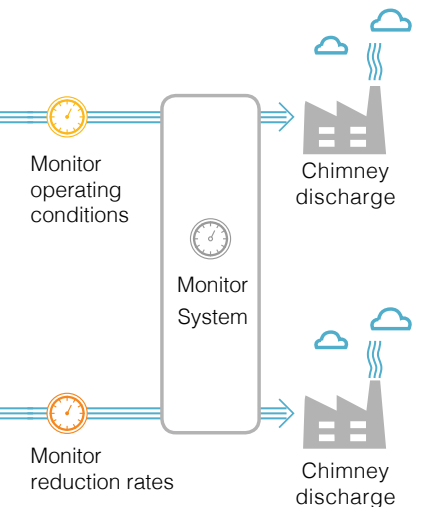 Monitor
operating
conditions
Chimney
discharge
Monitor
System
Monitor
reduction rates
Chimney
discharge